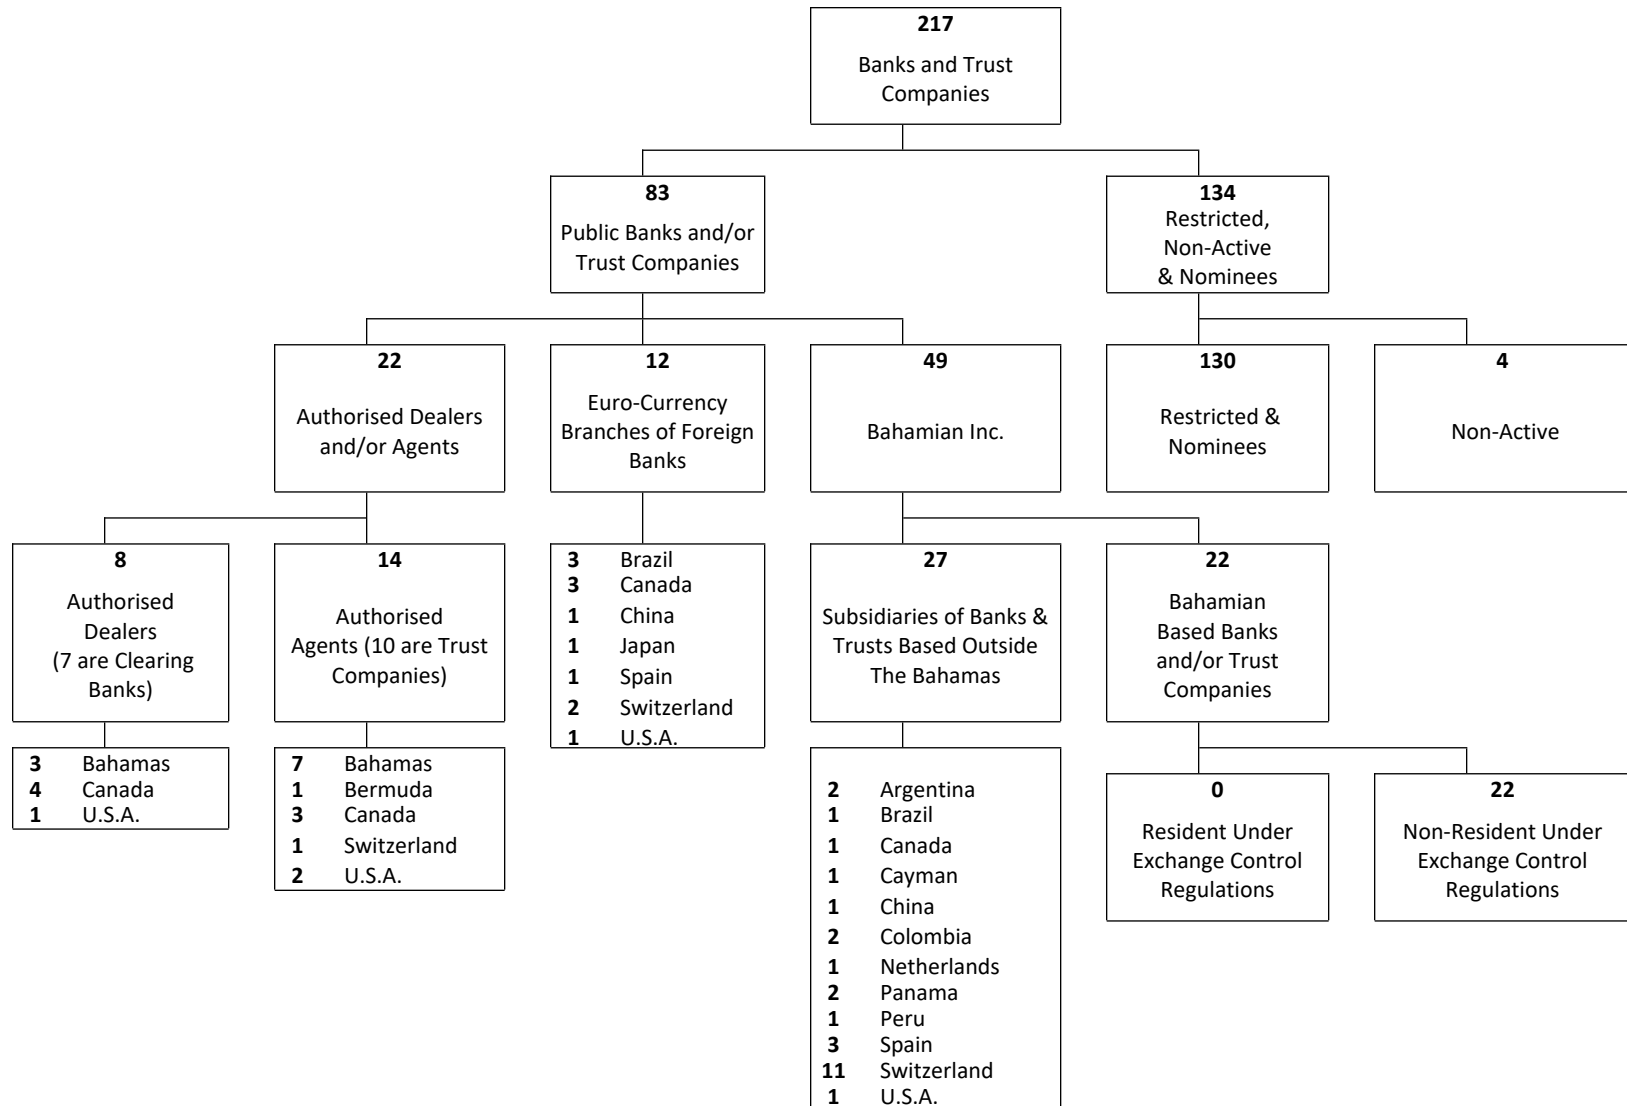 217
Banks and Trust
Companies
83
Public Banks and/or
Trust Companies
134
Restricted,
Non-Active
& Nominees
22
Authorised Dealers
and/or Agents
12
Euro-Currency
Branches of Foreign
Banks
49
Bahamian Inc.
130
Restricted &
Nominees
4
Non-Active
8
Authorised
Dealers
(7 are Clearing
Banks)
14
Authorised
Agents (10 are Trust
Companies)
3 Brazil
3 Canada
1 China
1 Japan
1 Spain
2 Switzerland
1 U.S.A.
27
Subsidiaries of Banks &
Trusts Based Outside
The Bahamas
22
Bahamian
Based Banks
and/or Trust
Companies
3 Bahamas
4 Canada
1 U.S.A.
7 Bahamas
1 Bermuda
3 Canada
1 Switzerland
2 U.S.A.
2 Argentina
1 Brazil
1 Canada
1 Cayman
1 China
2 Colombia
1 Netherlands
2 Panama
1 Peru
3 Spain
11 Switzerland
1 U.S.A.
0
Resident Under
Exchange Control
Regulations
22
Non-Resident Under
Exchange Control
Regulations